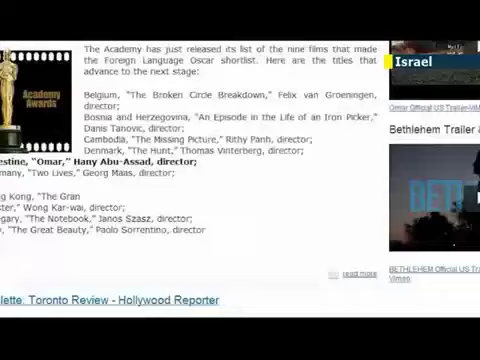 The Academy has just released its list of the nine films that made
the Foreign Language Oscar shortlist. Here are the titles that
advance to the next stage:
Academy
Awards
Belgium, "The Broken Circle Breakdown," Felix van Groeningen,
director;
Bosnia and Herzegovina, "An Episode in the Life of an Iron Picker,"
Danis Tanovic, director;
Cambodia, "The Missing Picture," Rithy Panh, director;
Denmark, "The Hunt," Thomas Vinterberg, director;
estine, "Omar," Hany Abu-Assad, director;
many, "Two Lives," Georg Maas, director;
g Kong, "The Gran
ster," Wong Kar-wai, director;
gary, "The Notebook," Janos Szasz, director;
, "The Great Beauty," Paolo Sorrentino, director
read more
lette: Toronto Review - Hollywood Reporter
Israel
Omar Official US Trailer-ViM
Bethlehem Trailer &
BETH
BETHLEHEM Official US Tra
Vimeo